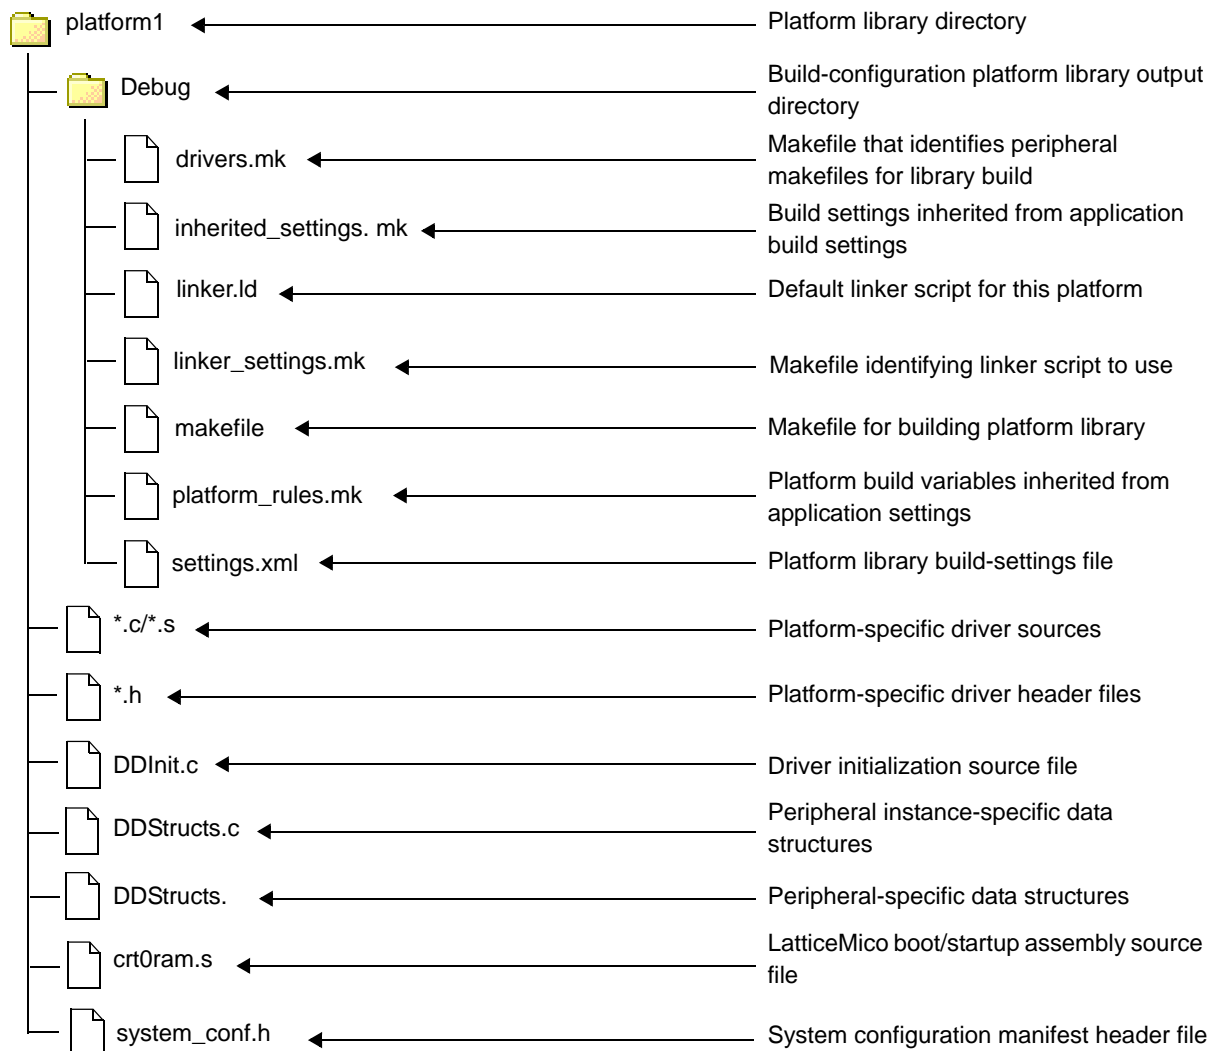 platform1
Platform library directory
Debug
Build-configuration platform library output
directory
drivers.mk
Makefile that identifies peripheral
makefiles for library build
inherited_settings. mk
Build settings inherited from application
build settings
linker.ld
Default linker script for this platform
linker_settings.mk
Makefile identifying linker script to use
makefile
Makefile for building platform library
platform_rules.mk
Platform build variables inherited from
application settings
settings.xml
Platform library build-settings file
*.c/*.s
Platform-specific driver sources
*.h
Platform-specific driver header files
DDInit.c
Driver initialization source file
DDStructs.c
Peripheral instance-specific data
structures
DDStructs.
Peripheral-specific data structures
crt0ram.s
LatticeMico boot/startup assembly source
file
system_conf.h
System configuration manifest header file